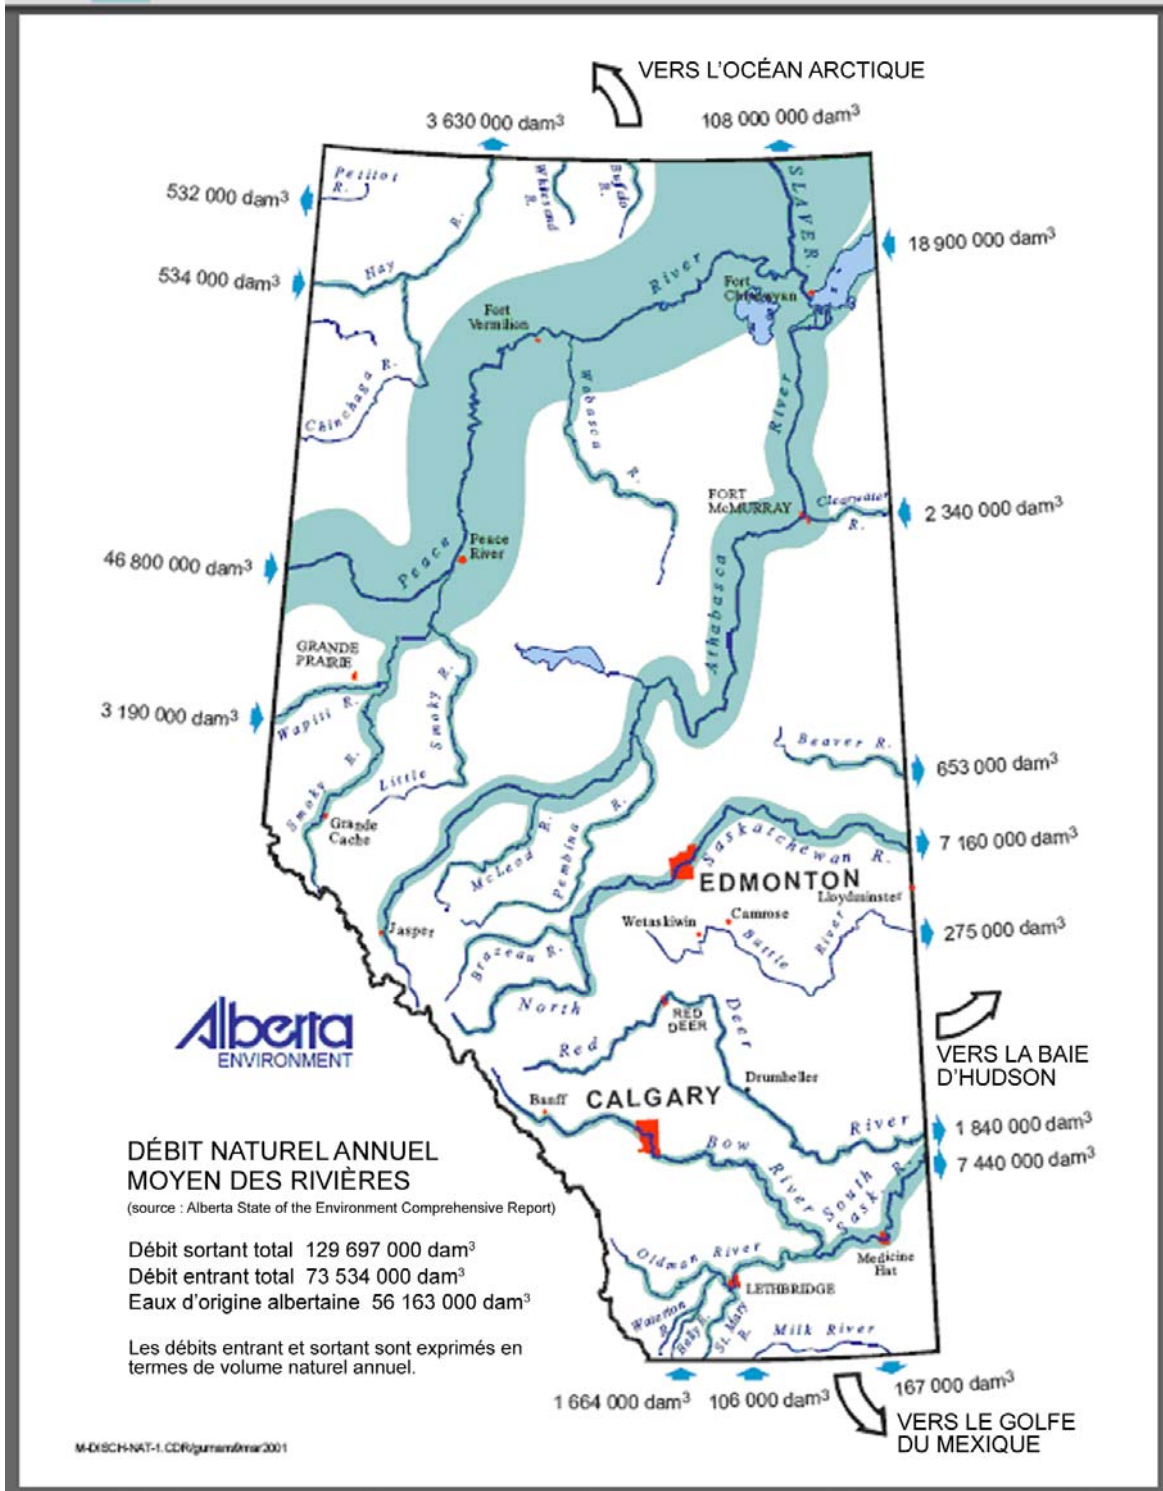 VERS L'OCÉAN ARCTIQUE
3 630 000 dam³
108 000 000 dam³
Petitot
R.
532 000 dam³
Whitesand
R.
Buffalo
R.
SLAVE R.
18 900 000 dam³
534 000 dam³
Hay
R.
River
Fort
Chipewyan
Fort
Vermilion
Chinchaga R.
Wabasca
R.
River
FORT
McMURRAY
Clearwater
R.
2 340 000 dam³
46 800 000 dam³
Peace
Peace
River
Athabasca
GRANDE
PRAIRIE
3 190 000 dam³
Wapiti R.
Smoky R.
Smoky R.
Little
Beaver R.
653 000 dam³
Grande
Cache
McLeod R.
Pembina R.
Saskatchewan R.
7 160 000 dam³
EDMONTON
Lloydminster
Jasper
Wetaskiwin
Camrose
Battle
River
275 000 dam³
Brazeau R.
North
Alberta
ENVIRONMENT
RED
DEER
Red
Deer
VERS LA BAIE
D'HUDSON
Drumheller
Banff
CALGARY
Bow
River
River
1 840 000 dam³
7 440 000 dam³
South
Sask. R.
DÉBIT NATUREL ANNUEL
MOYEN DES RIVIÈRES
(source : Alberta State of the Environment Comprehensive Report)
Débit sortant total 129 697 000 dam³
Débit entrant total 73 534 000 dam³
Eaux d'origine albertaine 56 163 000 dam³
Les débits entrant et sortant sont exprimés en
termes de volume naturel annuel.
Oldman River
Medicine
Hat
LETHBRIDGE
Waterton
R.
Belly R.
St. Mary
R.
Milk River
1 664 000 dam³
106 000 dam³
167 000 dam³
VERS LE GOLFE
DU MEXIQUE
M-DISCH-NAT-1.CDR/gurnam/9mar2001